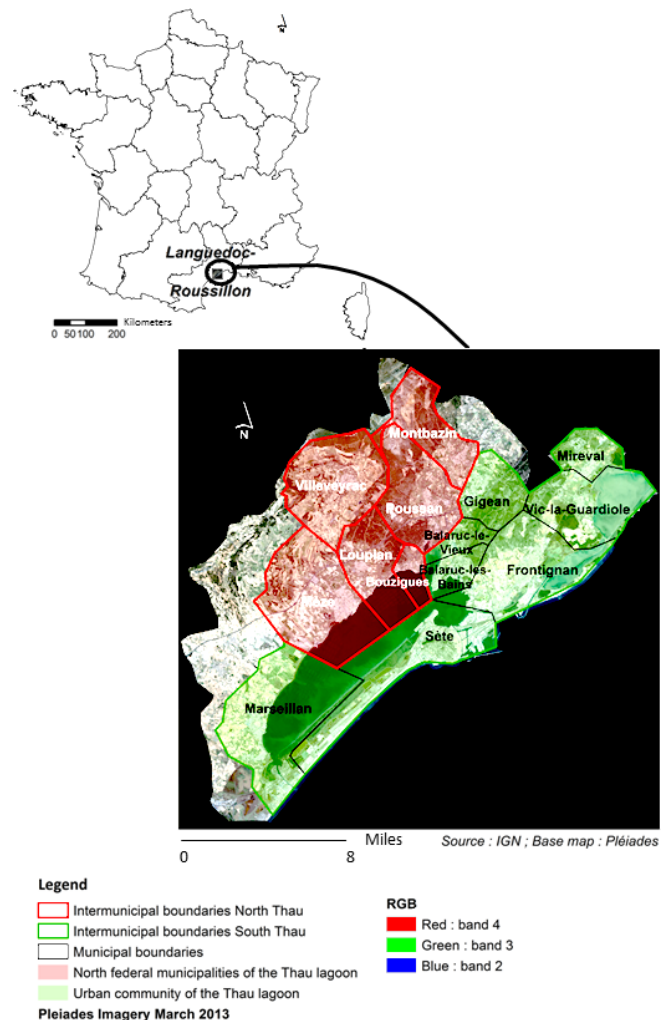 N
Languedoc-
Roussillon
Kilometers
0 50 100 200
N
Montbazin
Mireval
Villeveyrac
Gigean
Poussan
Vic-la-Guardiole
Balaruc-le-
Vieux
Loupian
Balaruc-les-
Bains
Frontignan
Bouzigues
Mèze
Sète
Marseillan
Miles
0 8
Source : IGN ; Base map : Pléiades
Legend
Intermunicipal boundaries North Thau
Intermunicipal boundaries South Thau
Municipal boundaries
North federal municipalities of the Thau lagoon
Urban community of the Thau lagoon
Pleiades Imagery March 2013
RGB
Red : band 4
Green : band 3
Blue : band 2